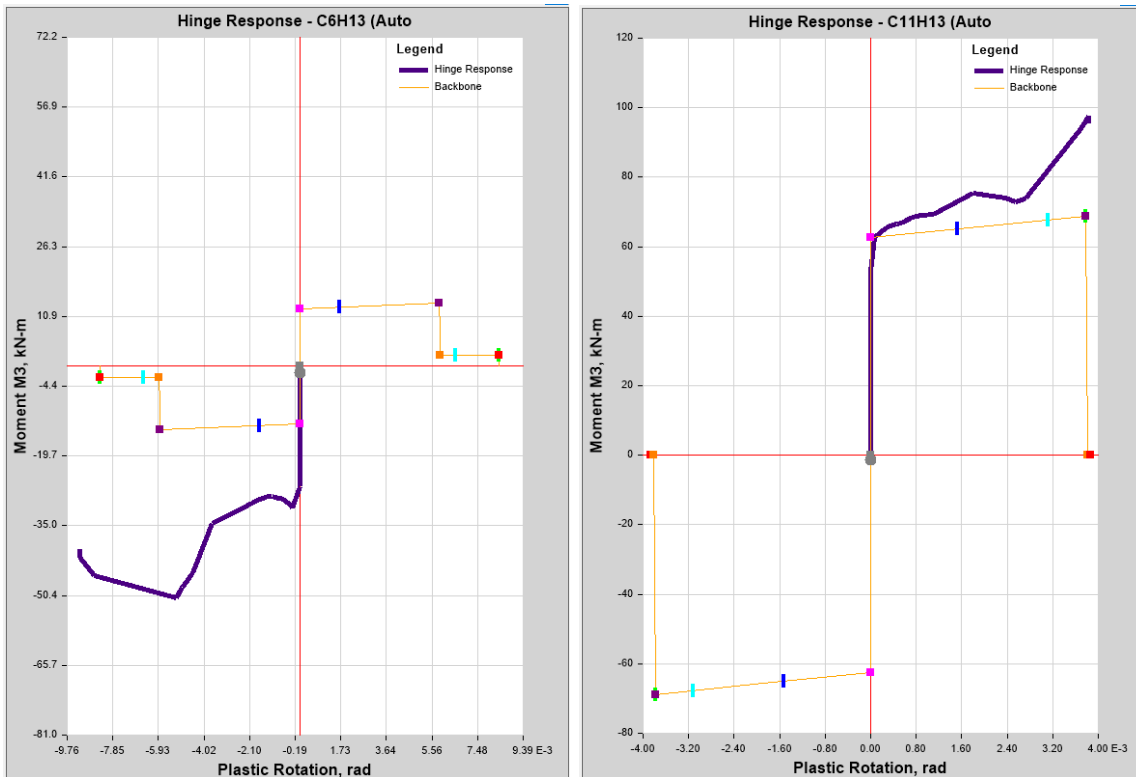 Hinge Response - C6H13 (Auto
Legend
Hinge Response
Backbone
Moment M3, kN-m
72.2
56.9
41.6
26.3
10.9
-4.4
-19.7
-35.0
-50.4
-65.7
-81.0
-9.76 -7.85 -5.93 -4.02 -2.10 -0.19 1.73 3.64 5.56 7.48 9.39 E-3
Plastic Rotation, rad
Hinge Response - C11H13 (Auto
Legend
Hinge Response
Backbone
Moment M3, kN-m
120
100
80
60
40
20
0
-20
-40
-60
-80
-4.00 -3.20 -2.40 -1.60 -0.80 0.00 0.80 1.60 2.40 3.20 4.00 E-3
Plastic Rotation, rad